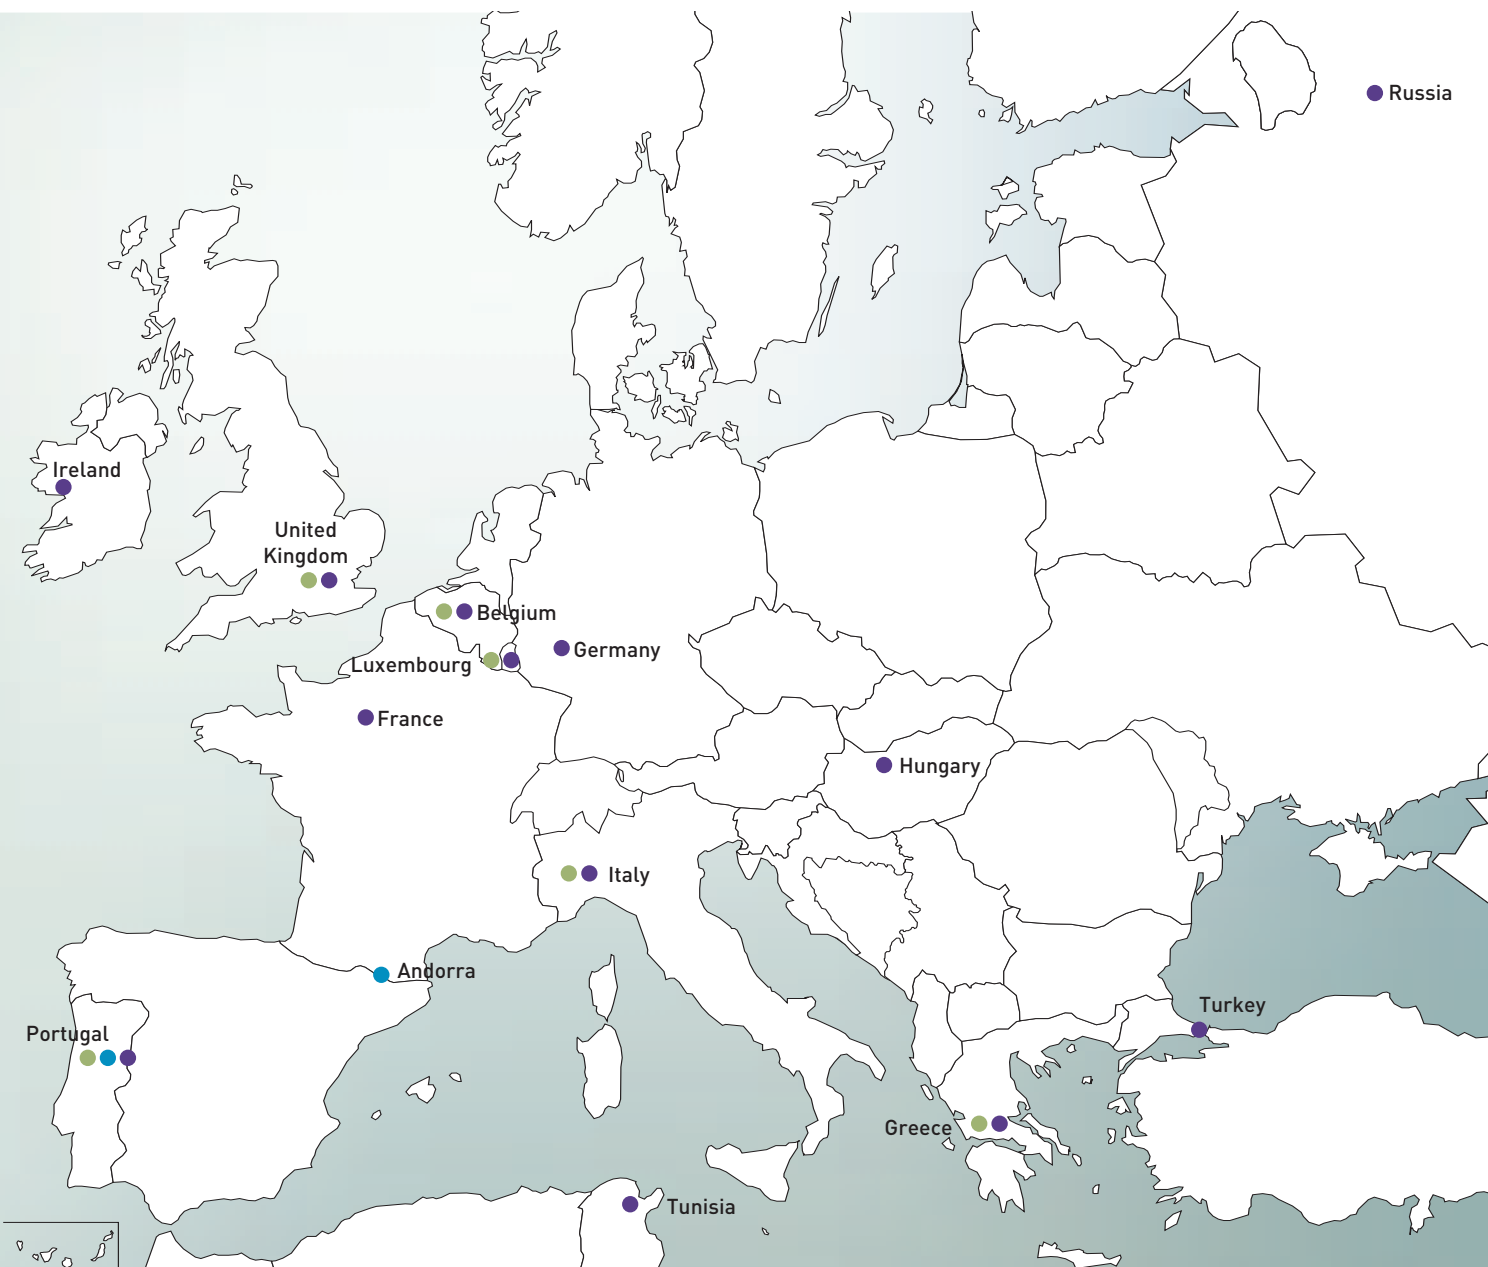 Russia
Ireland
United
Kingdom
Belgium
Germany
Luxembourg
France
Hungary
Italy
Andorra
Turkey
Portugal
Greece
Tunisia